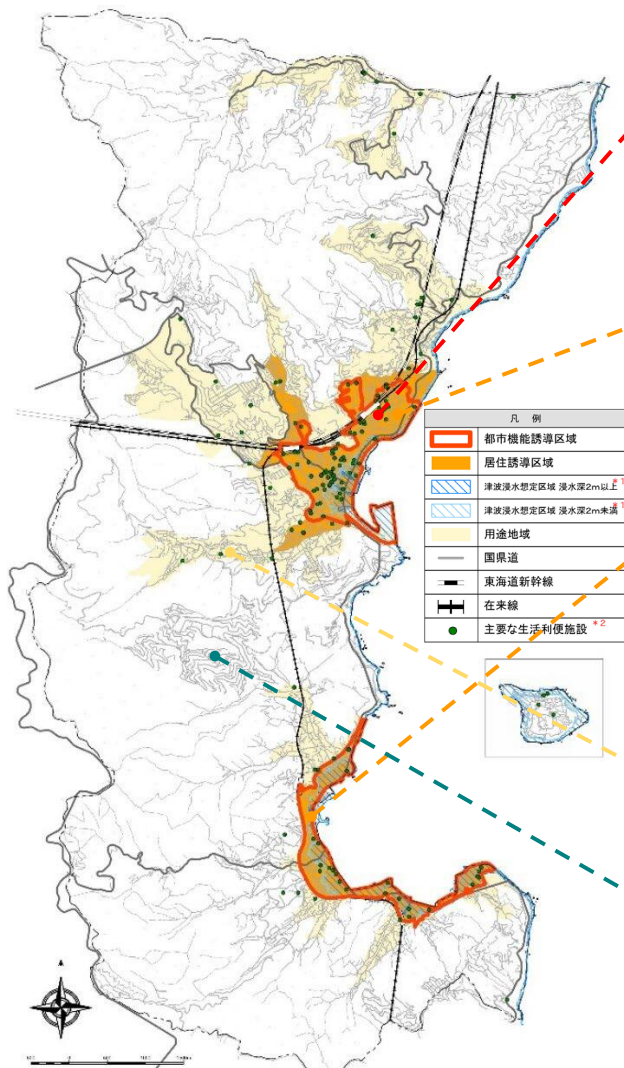 凡 例
都市機能誘導区域
居住誘導区域
津波浸水想定区域 浸水深2m以上 *1
津波浸水想定区域 浸水深2m未満 *1
用途地域
国県道
東海道新幹線
在来線
主要な生活利便施設 *2